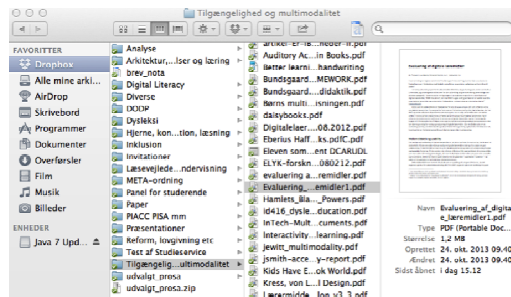 Tilgængelighed og multimodalitet
FAVORITTER
Dropbox
Alle mine arki...
AirDrop
Skrivebord
Programmer
Dokumenter
Overførsler
Film
Musik
Billeder
ENHEDER
Java 7 Upd...
Analyse
Arkitektur,...lser og læring
brev_nota
Digital Literacy
Diverse
DKDP
Dysleksi
Hjerne, kon...tion, læsning
Inklusion
Invitationer
Læsevejlede...ndervisning
META-ordning
Panel for studerende
Paper
PIACC PISA mm
Præsentationer
Reform, lovgivning etc
Test af Studieservice
Tilgængelig...ultimodalitet
udvalgt_prosa
udvalgt_prosa.zip
Auditory Ac...in Books.pdf
Better learni...handwriting
Bundsgaard...MEWORK.pdf
Bundsgaard...didaktik.pdf
Børns multi...isningen.pdf
daisybooks.pdf
Digitalelaer...08.2012.pdf
Eberius Haff...ks.pdfC.pdf
Eleven som...ent DCARUDL
ELYK-forskn...080212.pdf
evaluering a...remidler.pdf
Evaluering_...emidler1.pdf
Hamlets_Bla..._Powers.pdf
id416_dysle...ducation.pdf
InTech-Mult...cuments.pdf
Interactivity...learning.pdf
Jewitt_multimodality.pdf
jsmith-acce...y-report.pdf
Kids Have E...ok World.pdf
Kress, von L...l Design.pdf
Læremidde...lon v3_3.pdf
Navn Evaluering_af_digita
e_læremidler1.pdf
Type PDF (Portable Doc...
Størrelse 1,2 MB
Oprettet 24. okt. 2013 09.40
Ændret 24. okt. 2013 09.40
Sidst åbnet i dag 15.12